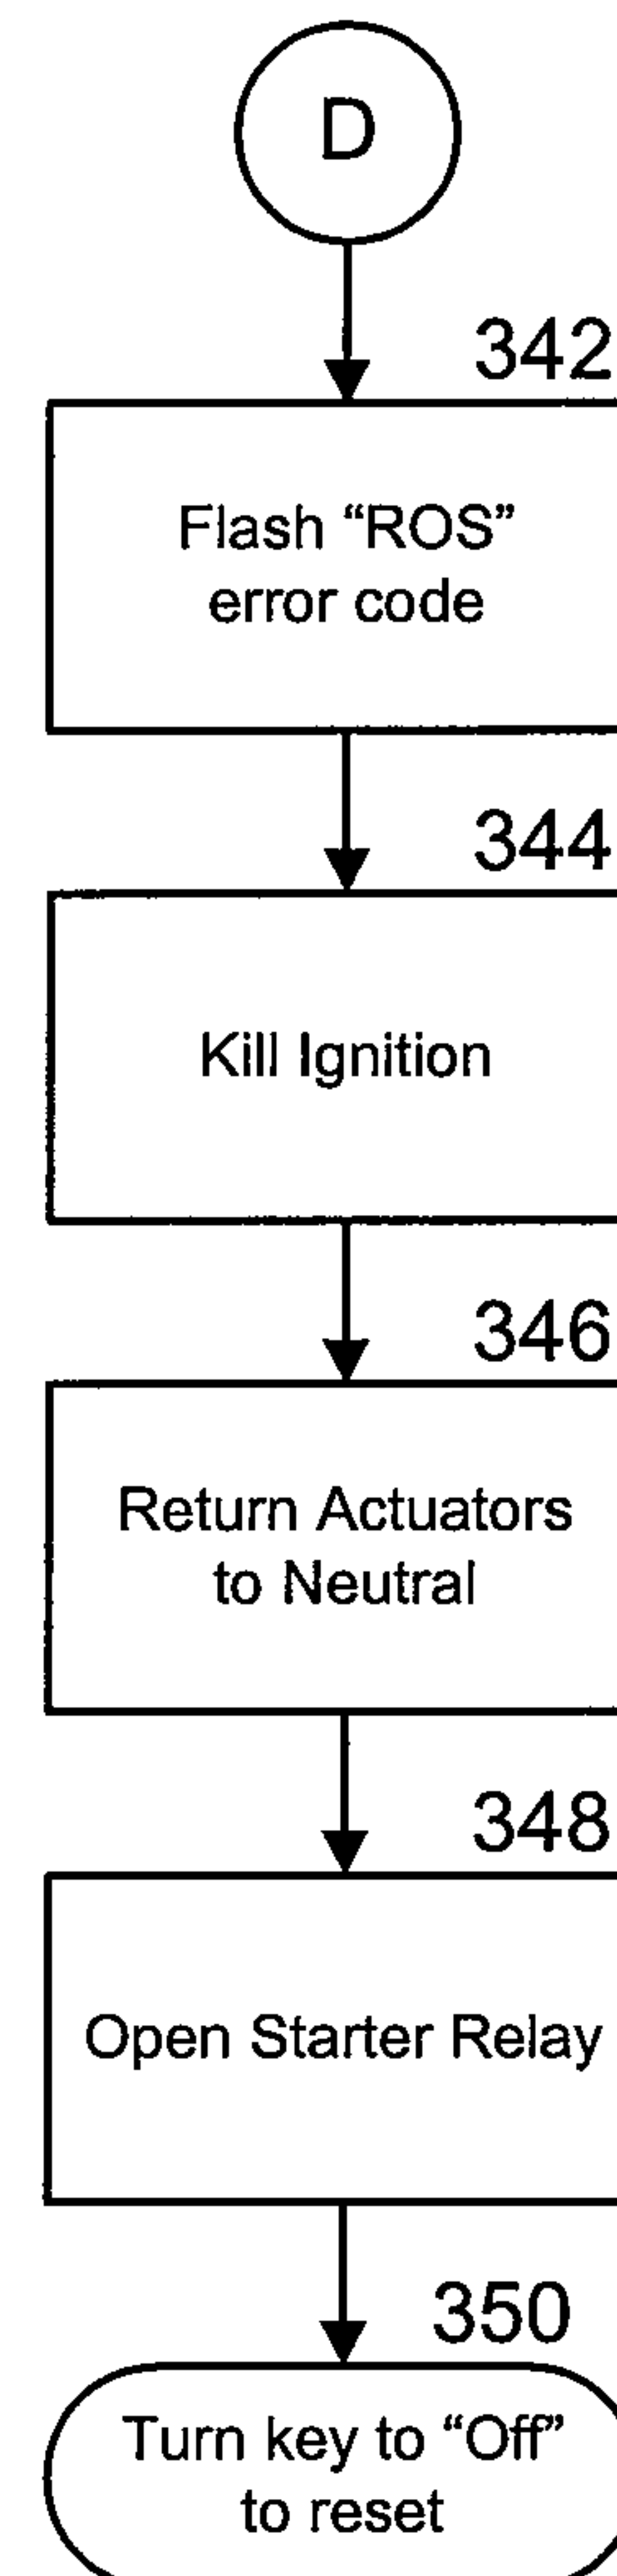 D
342
Flash “ROS”
error code
344
Kill Ignition
346
Return Actuators
to Neutral
348
Open Starter Relay
350
Turn key to “Off”
to reset